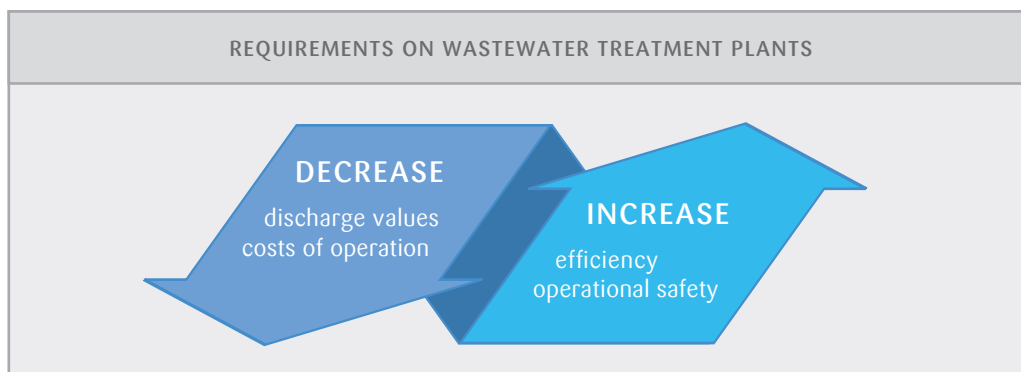 REQUIREMENTS ON WASTEWATER TREATMENT PLANTS
DECREASE
discharge values
costs of operation
INCREASE
efficiency
operational safety